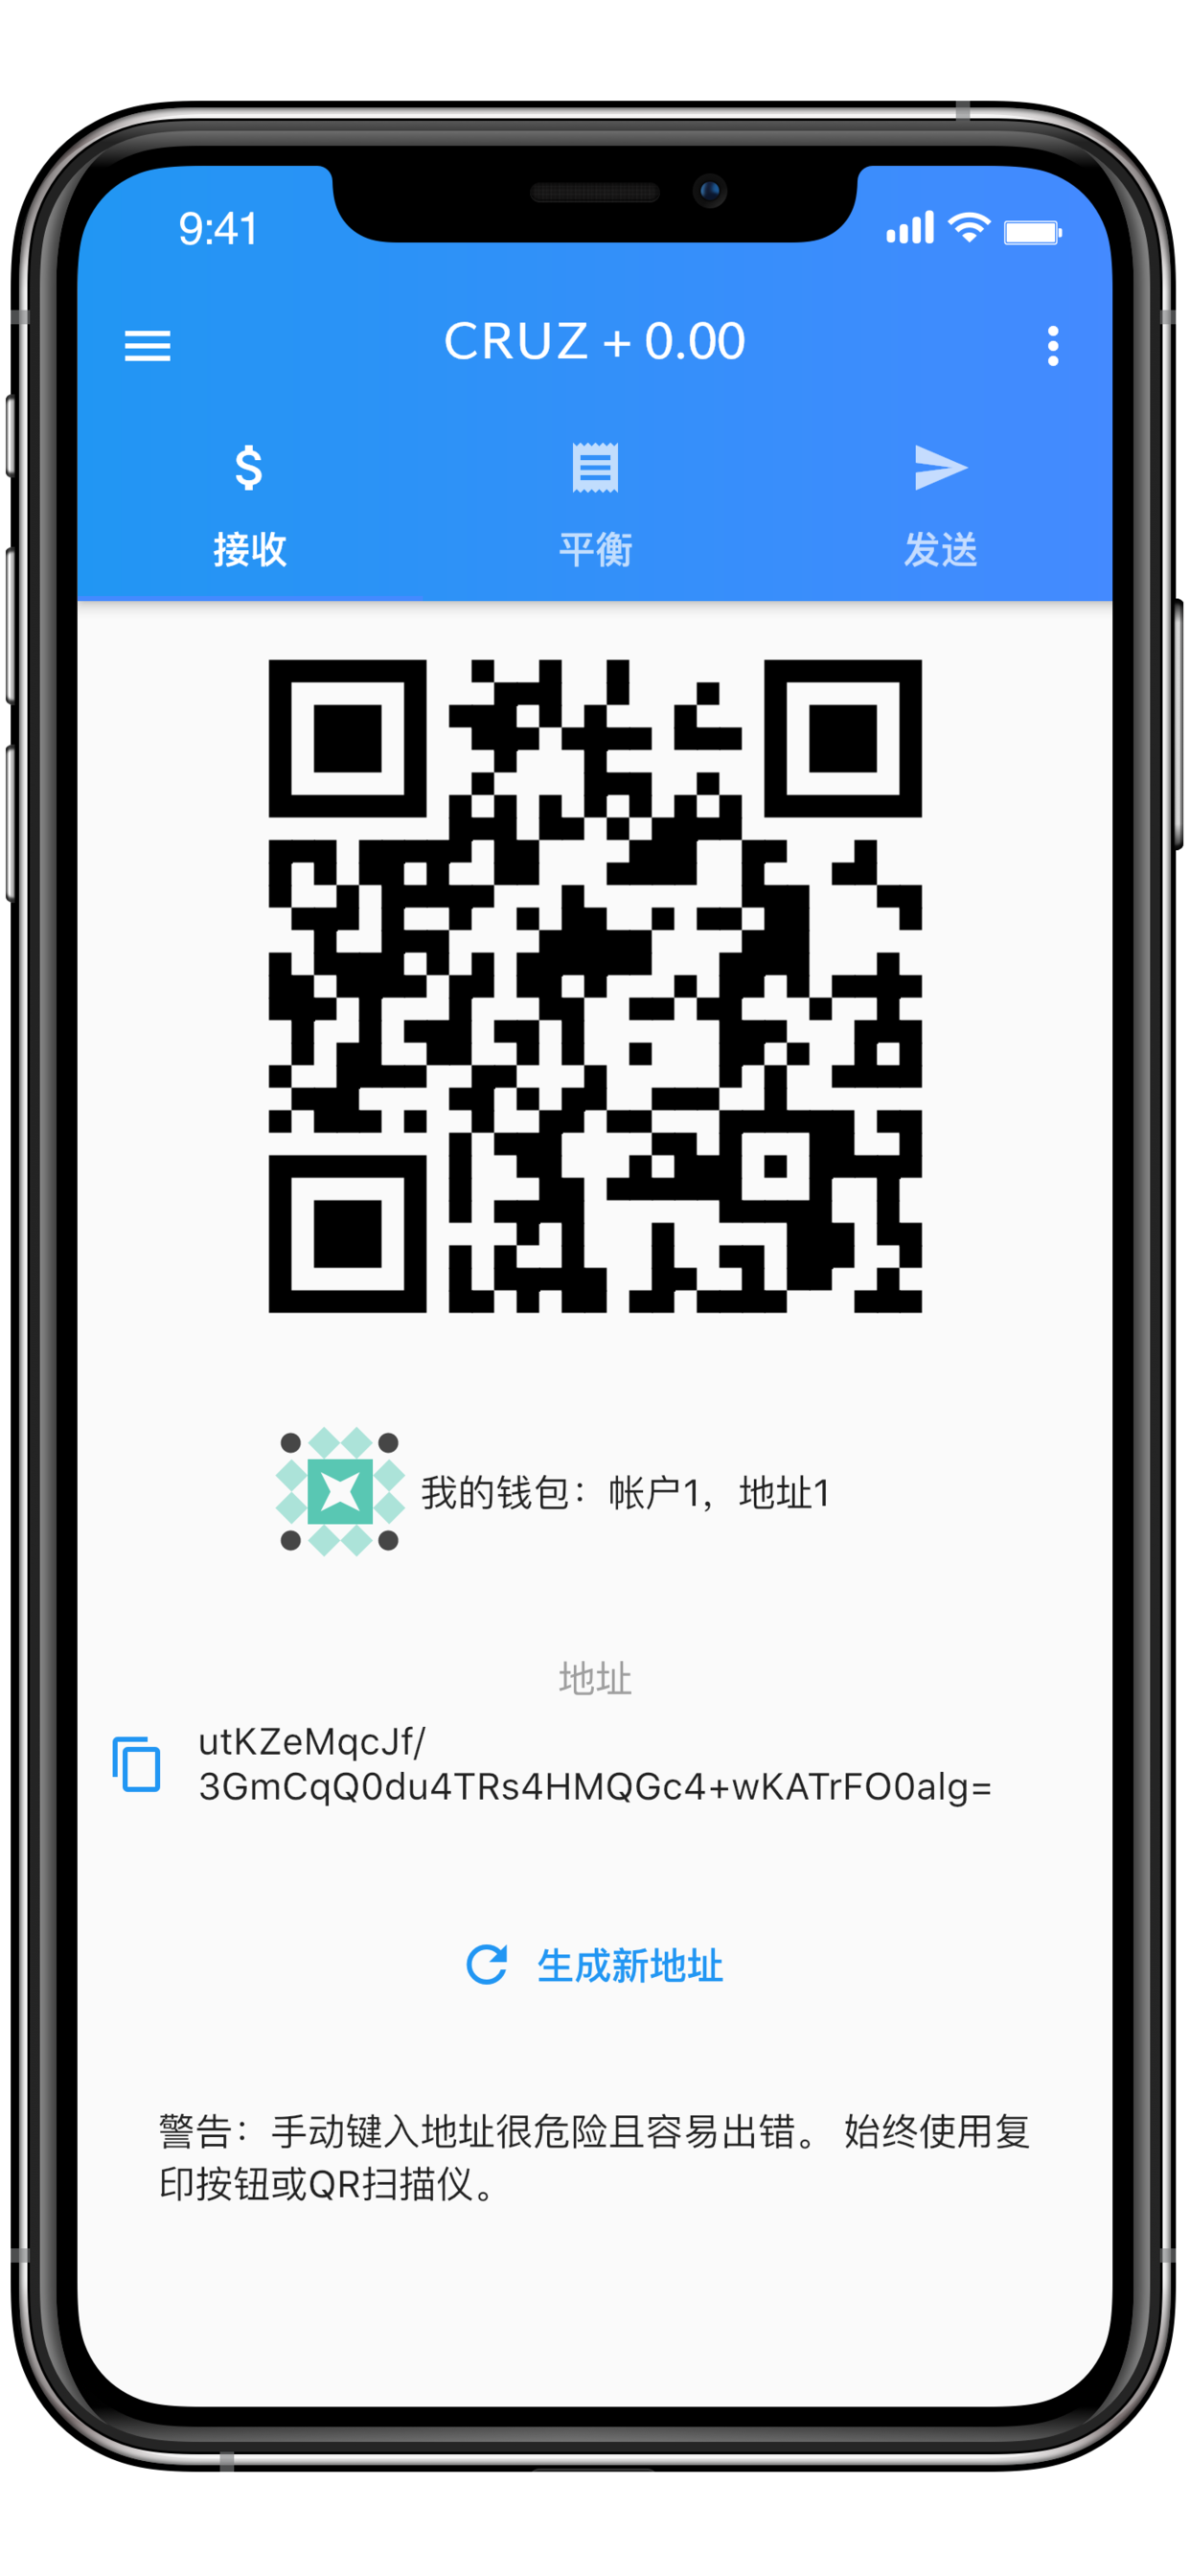 9:41
CRUZ + 0.00
接收
平衡
发送
我的钱包：帐户1，地址1
地址
utKZeMqcJf/
3GmCqQ0du4TRs4HMQGc4+wKATrFO0alg=
生成新地址
警告：手动键入地址很危险且容易出错。 始终使用复
印按钮或QR扫描仪。